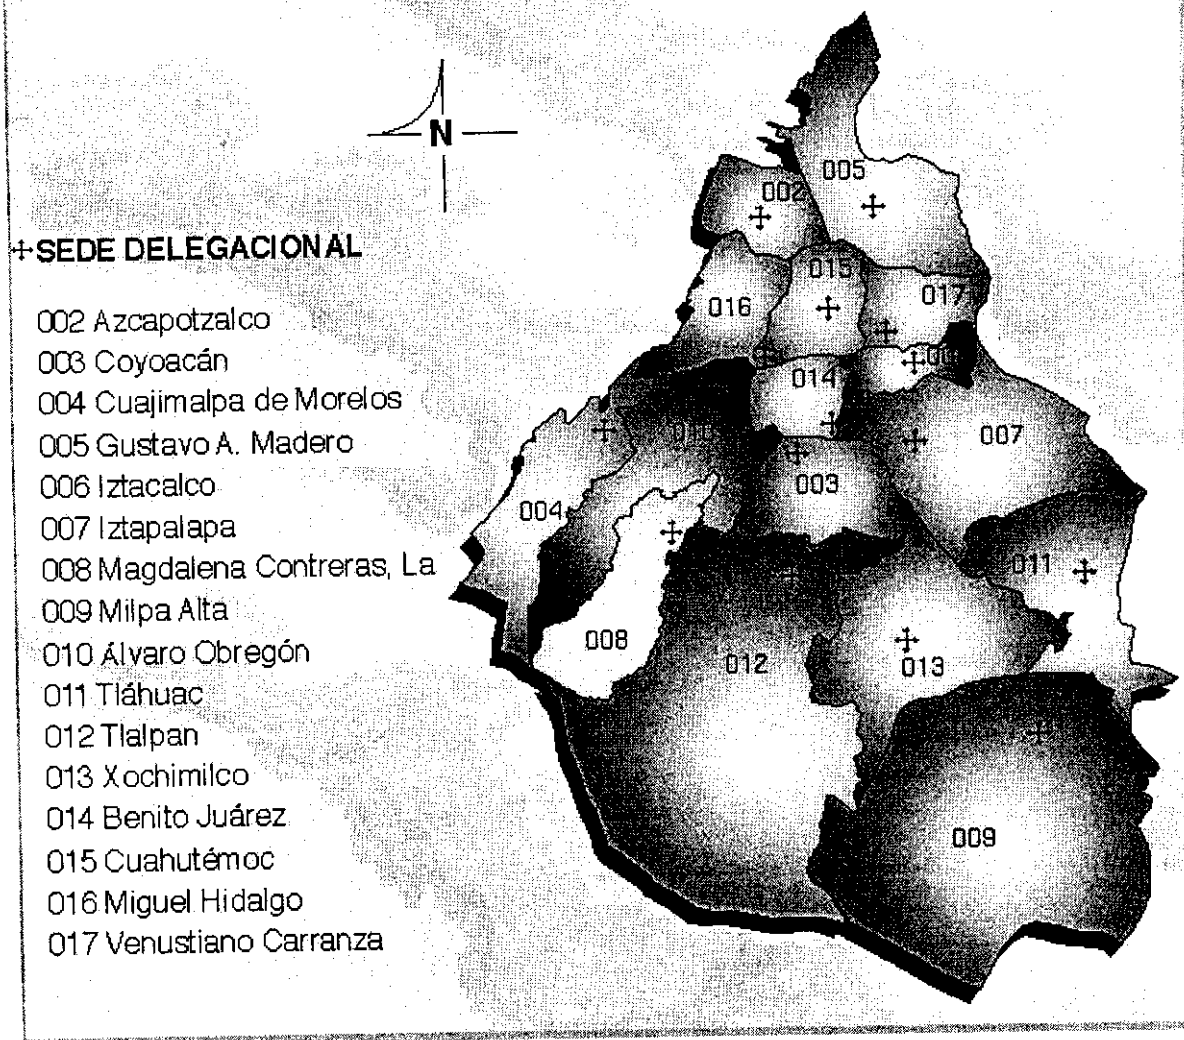 N
SEDE DELEGACIONAL
002 Azcapotzalco
003 Coyoacán
004 Cuajimalpa de Morelos
005 Gustavo A. Madero
006 Iztacalco
007 Iztapalapa
008 Magdalena Contreras, La
009 Milpa Alta
010 Álvaro Obregón
011 Tláhuac
012 Tlalpan
013 Xochimilco
014 Benito Juárez
015 Cuahutémoc
016 Miguel Hidalgo
017 Venustiano Carranza
005
002
015
017
016
014
010
007
003
004
011
008
012
013
009